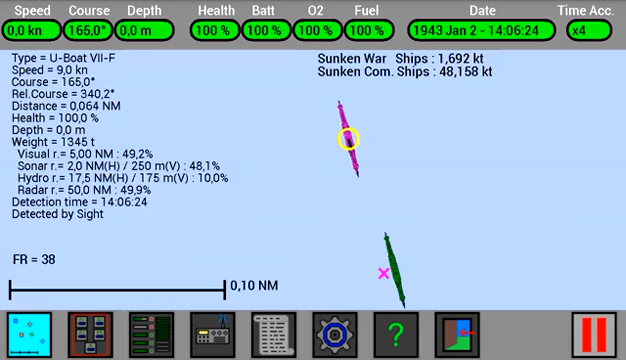 Speed Course Depth Health Batt O2 Fuel Date Time Acc.
0,0 kn 165,0° 0,0 m 100 % 100 % 100 % 100 % 1943 Jan 2 - 14:06:24 x4
Type = U-Boat VII-F
Speed = 9,0 kn
Course = 165,0°
Rel.Course = 340,2°
Distance = 0,064 NM
Health = 100,0 %
Depth = 0,0 m
Weight = 1345 t
Visual r.= 5,00 NM : 49,2%
Sonar r.= 2,0 NM(H) / 250 m(V) : 48,1%
Hydro r.= 17,5 NM(H) / 175 m(V) : 10,0%
Radar r.= 50,0 NM : 49,9%
Detection time = 14:06:24
Detected by Sight
Sunken War Ships : 1,692 kt
Sunken Com. Ships : 48,158 kt
FR = 38
0,10 NM
?